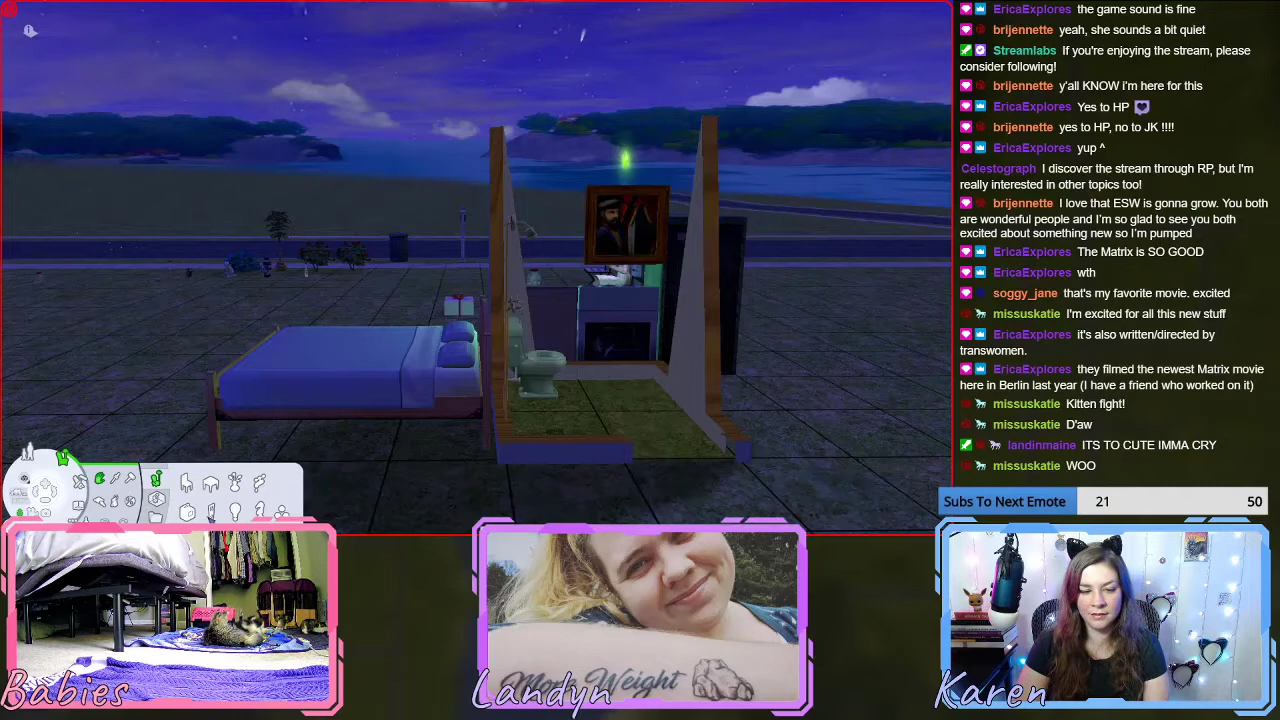 EricaExplores the game sound is fine
brijennette yeah, she sounds a bit quiet
Streamlabs If you're enjoying the stream, please
consider following!
brijennette y'all KNOW i'm here for this
EricaExplores Yes to HP
brijennette yes to HP, no to JK !!!!
EricaExplores yup ^
Celestograph I discover the stream through RP, but I'm
really interested in other topics too!
brijennette I love that ESW is gonna grow. You both
are wonderful people and I'm so glad to see you both
excited about something new so I'm pumped
EricaExplores The Matrix is SO GOOD
EricaExplores wth
soggy_jane that's my favorite movie. excited
missuskatie I'm excited for all this new stuff
EricaExplores it's also written/directed by
transwomen.
EricaExplores they filmed the newest Matrix movie
here in Berlin last year (I have a friend who worked on it)
missuskatie Kitten fight!
missuskatie D'aw
landinmaine ITS TO CUTE IMMA CRY
missuskatie WOO
Subs To Next Emote 21 50
More Weight
Babies
Landyn
Karen